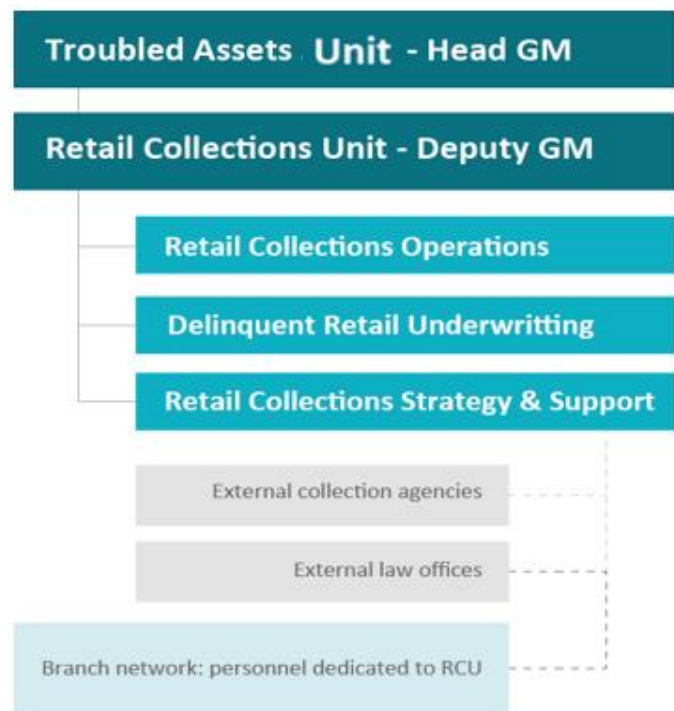 Troubled Assets Unit - Head GM
Retail Collections Unit - Deputy GM
Retail Collections Operations
Delinquent Retail Underwritting
Retail Collections Strategy & Support
External collection agencies
External law offices
Branch network: personnel dedicated to RCU